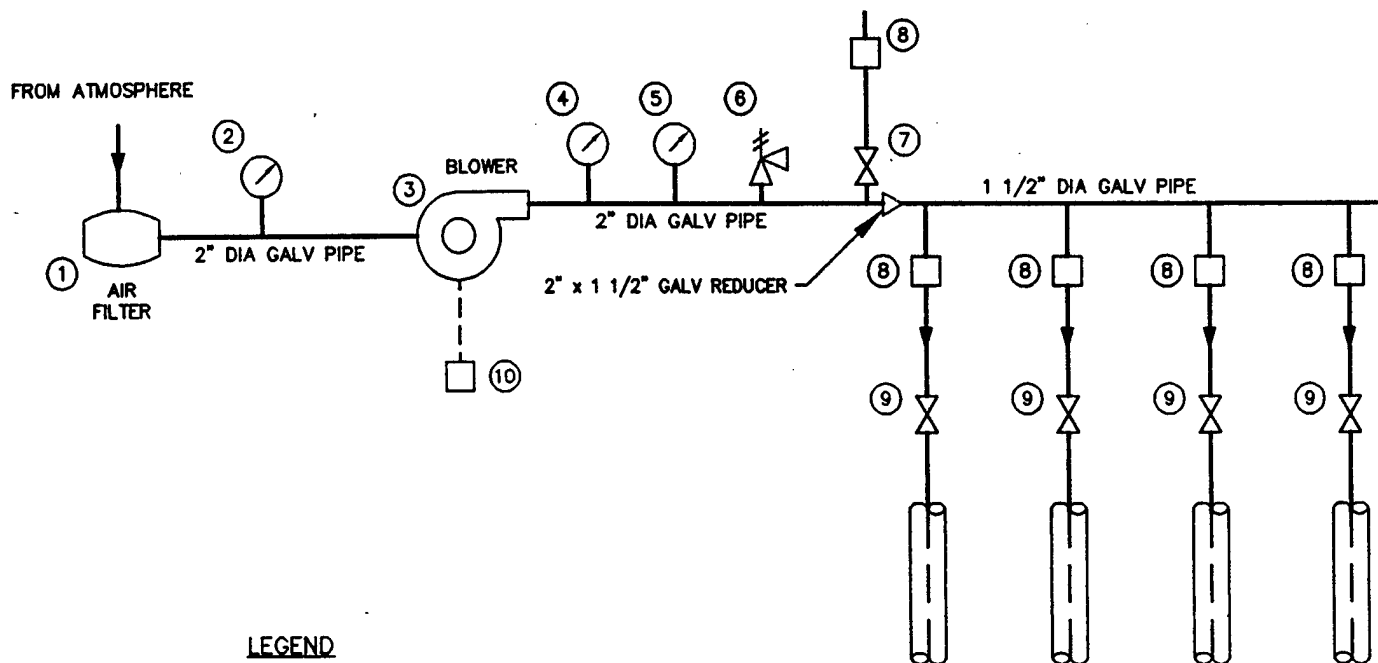 8
FROM ATMOSPHERE
4
5
6
2
7
BLOWER
3
1 1/2" DIA GALV PIPE
2" DIA GALV PIPE
2" DIA GALV PIPE
1
8
8
8
8
2" x 1 1/2" GALV REDUCER
AIR
FILTER
10
9
9
9
9
LEGEND